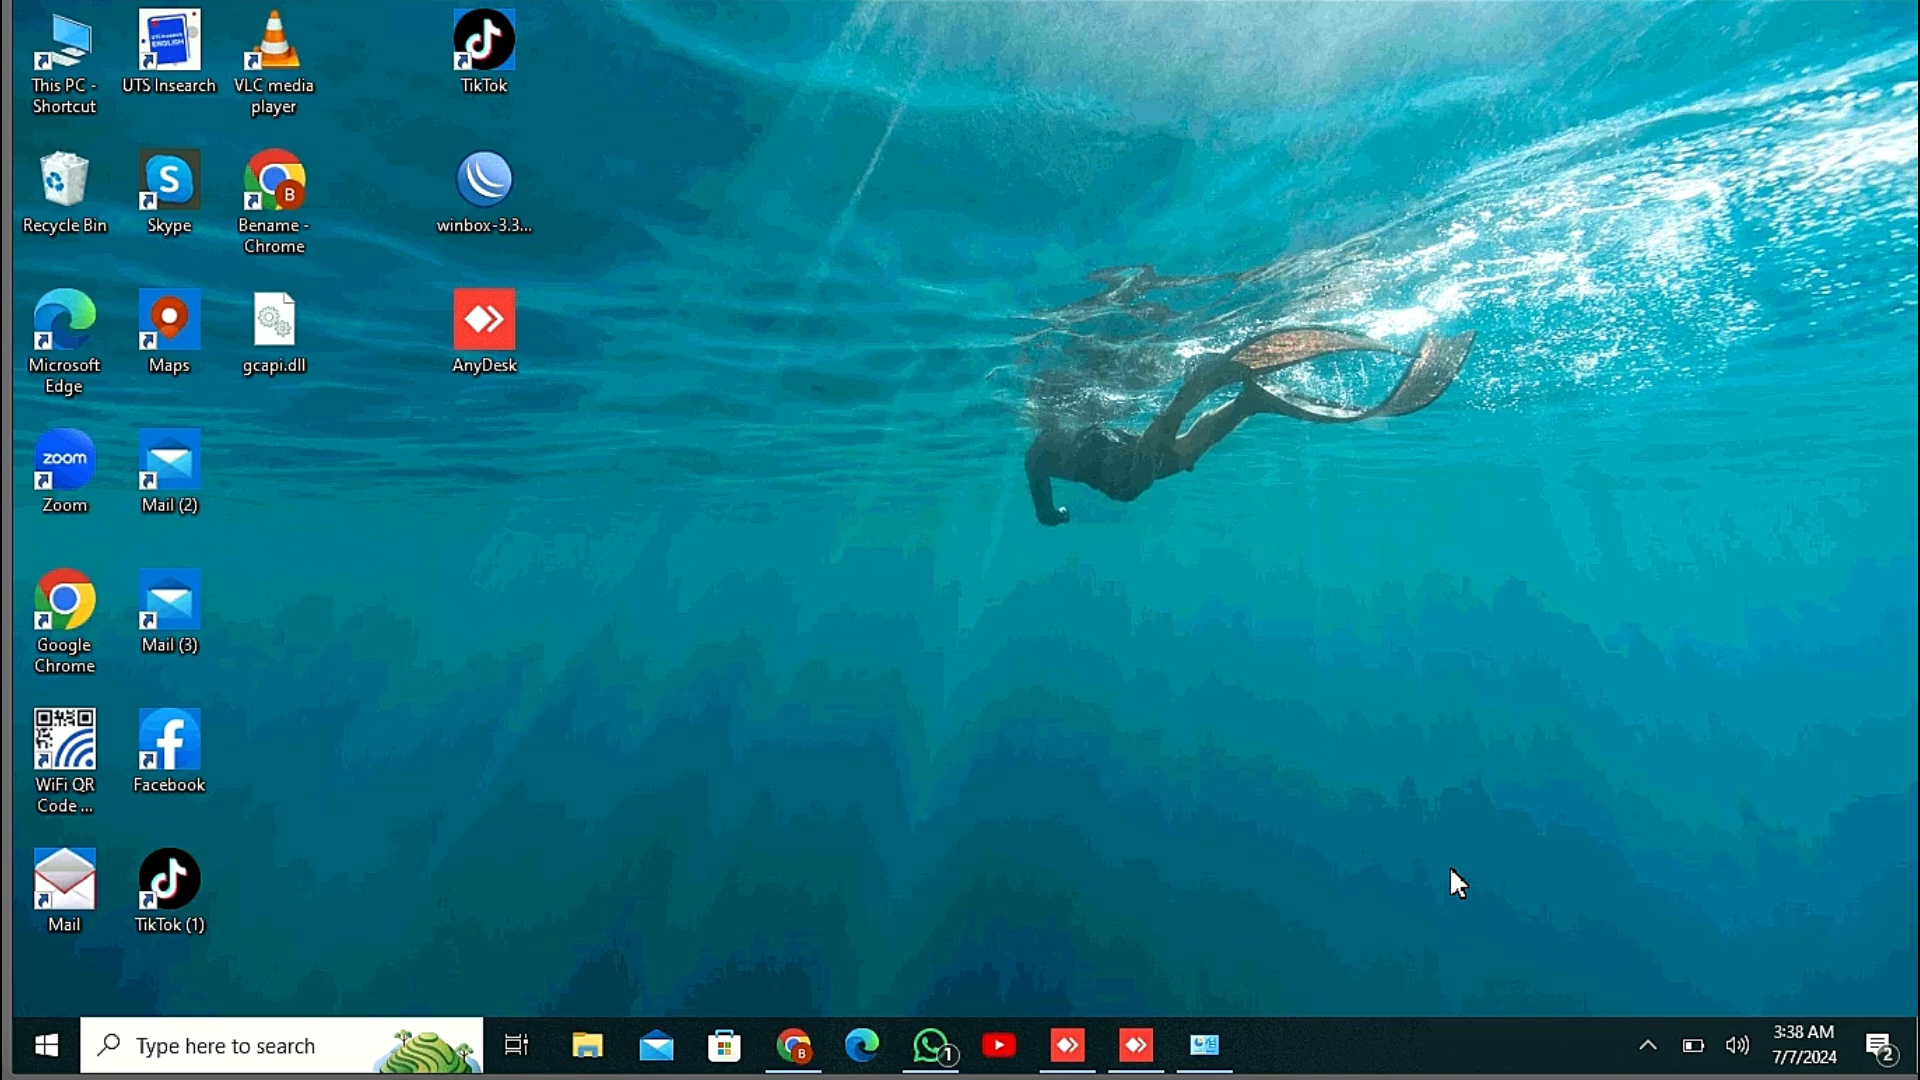 This PC -
Shortcut
UTS Insearch
VLC media
player
TikTok
Recycle Bin
Skype
Bename -
Chrome
winbox-3.3...
Microsoft
Edge
Maps
gcapi.dll
AnyDesk
zoom
Zoom
Mail (2)
Google
Chrome
Mail (3)
WiFi QR
Code ...
Facebook
Mail
TikTok (1)
Type here to search
B
1
3:38 AM
7/7/2024
2